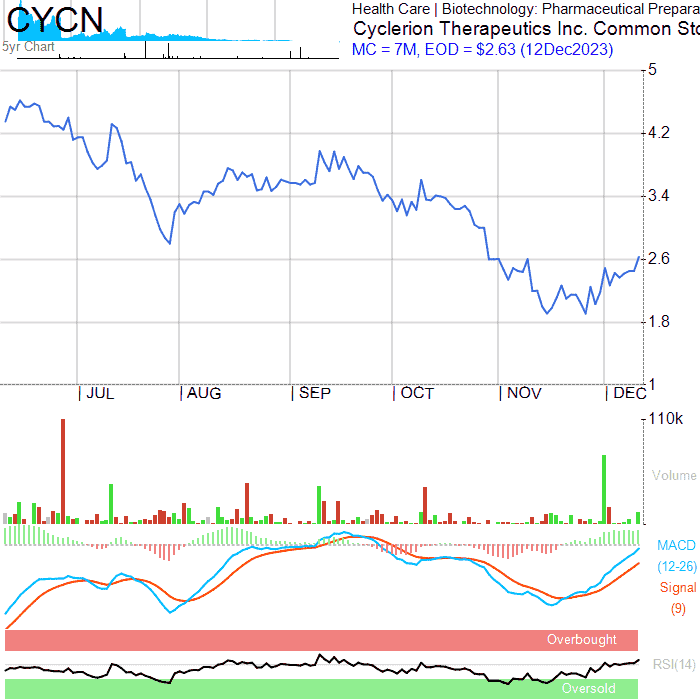 CYCN
5yr Chart
Health Care | Biotechnology: Pharmaceutical Prepara
Cyclerion Therapeutics Inc. Common Sto
MC = 7M, EOD = $2.63 (12Dec2023)
5
4.2
3.4
2.6
1.8
1
JUL AUG SEP OCT NOV DEC
110k
Volume
MACD
(12-26)
Signal
(9)
Overbought
RSI(14)
Oversold